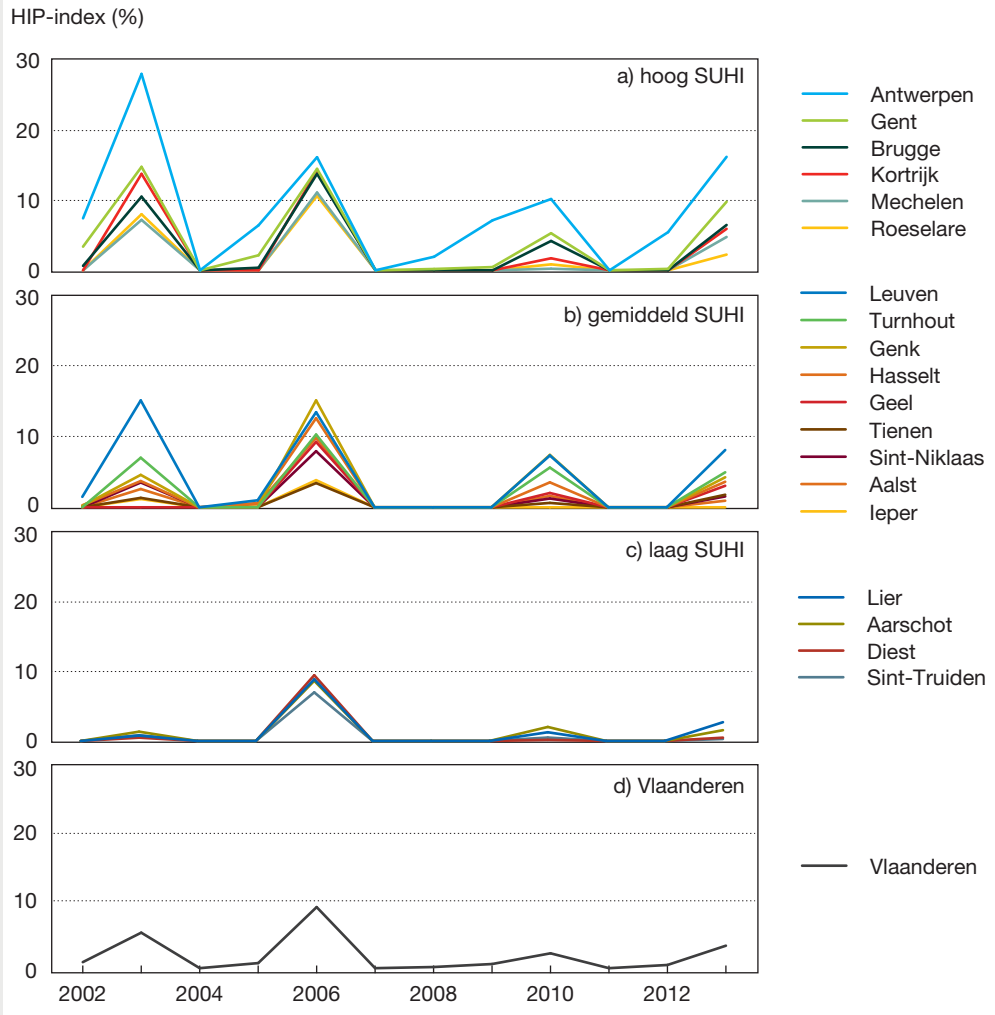 HIP-index (%)
30
20
10
0
a) hoog SUHI
Antwerpen
Gent
Brugge
Kortrijk
Mechelen
Roeselare
30
20
10
0
b) gemiddeld SUHI
Leuven
Turnhout
Genk
Hasselt
Geel
Tienen
Sint-Niklaas
Aalst
Ieper
30
20
10
0
c) laag SUHI
Lier
Aarschot
Diest
Sint-Truiden
30
20
10
0
d) Vlaanderen
Vlaanderen
2002 2004 2006 2008 2010 2012